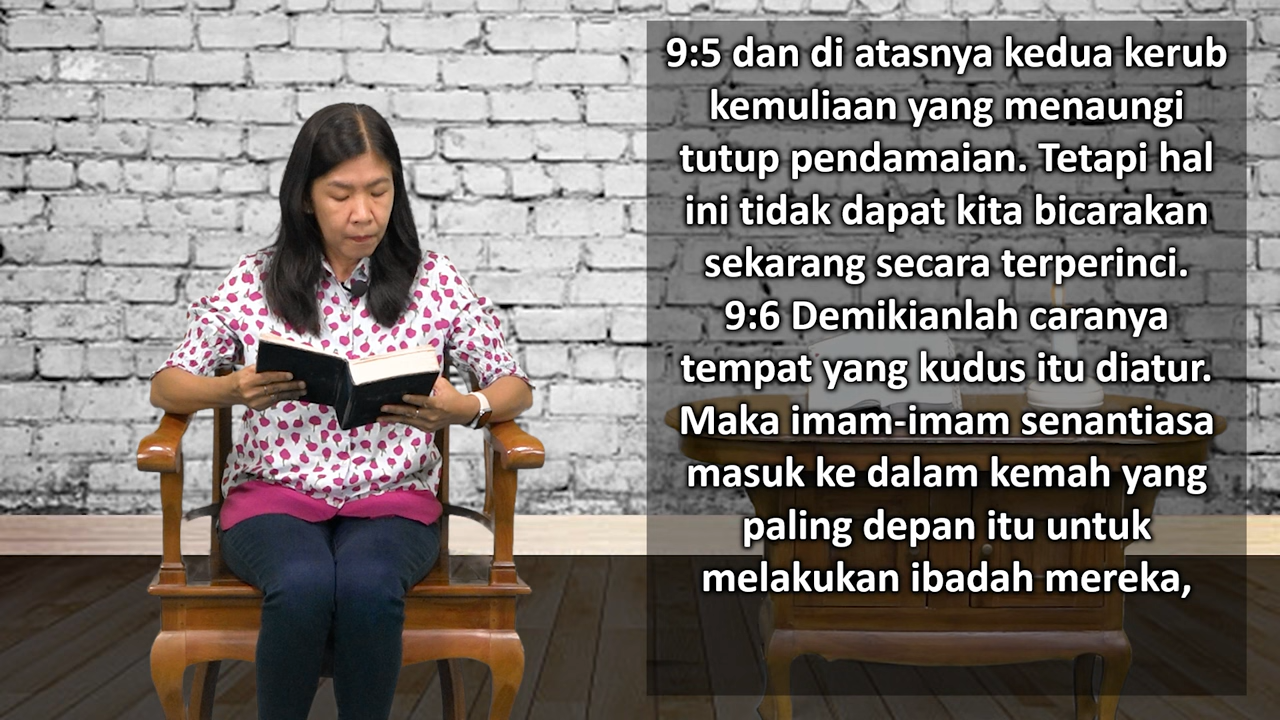 9:5 dan di atasnya kedua kerub
kemuliaan yang menaungi
tutup pendamaian. Tetapi hal
ini tidak dapat kita bicarakan
sekarang secara terperinci.
9:6 Demikianlah caranya
tempat yang kudus itu diatur.
Maka imam-imam senantiasa
masuk ke dalam kemah yang
paling depan itu untuk
melakukan ibadah mereka,